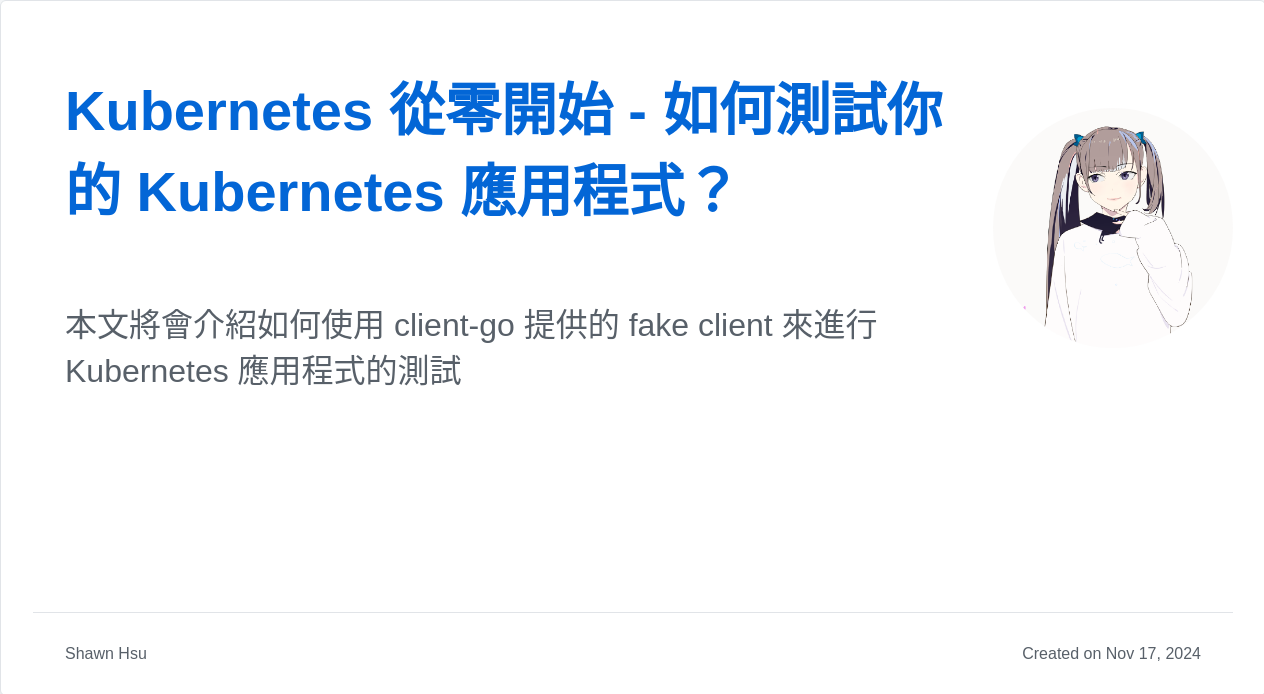 Kubernetes 從零開始 - 如何測試你
的 Kubernetes 應用程式？
本文將會介紹如何使用 client-go 提供的 fake client 來進行
Kubernetes 應用程式的測試
Shawn Hsu
Created on Nov 17, 2024